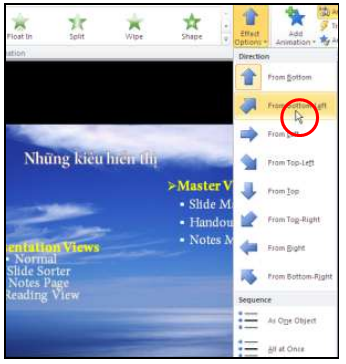 Float In Split Wipe Shape Effect Options Add Animation
ation
Direction
From Bottom
From Bottom-Left
From Left
From Top-Left
From Top
From Top-Right
From Right
From Bottom-Right
Sequence
As One Object
All at Once
Những kiểu hiển thị
➢Master V
• Slide M
• Handou
• Notes M
entation Views
• Normal
Slide Sorter
Notes Page
Reading View